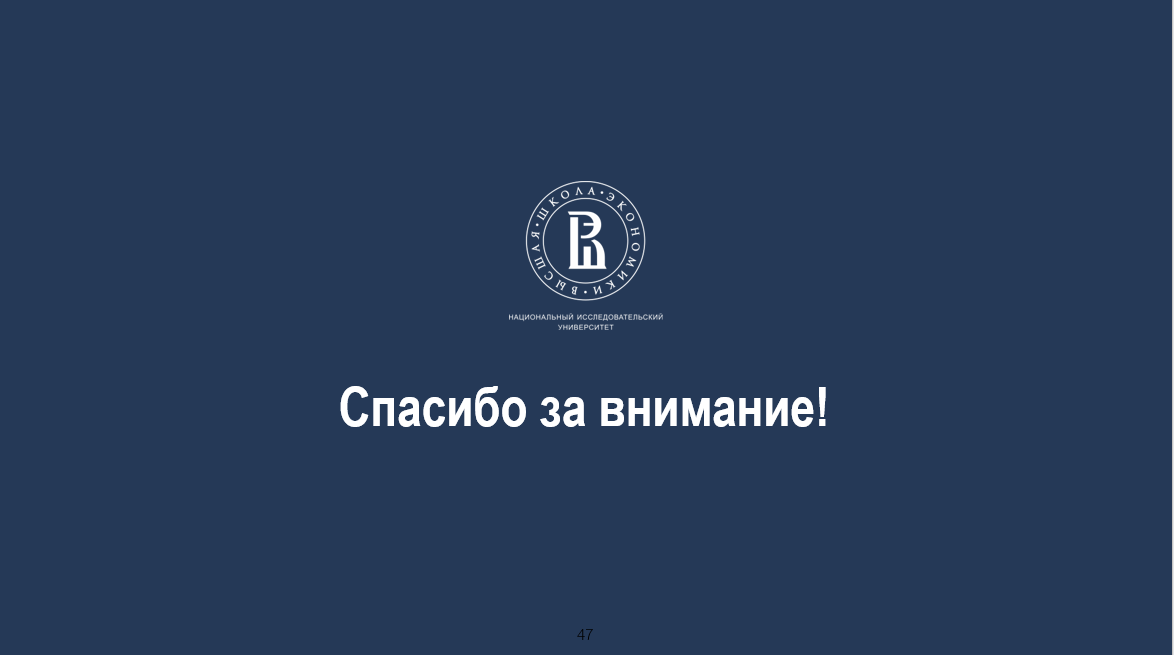 ВЫСШАЯ • ШКОЛА • ЭКОНОМИКИ •
НАЦИОНАЛЬНЫЙ ИССЛЕДОВАТЕЛЬСКИЙ
УНИВЕРСИТЕТ
Спасибо за внимание!
47